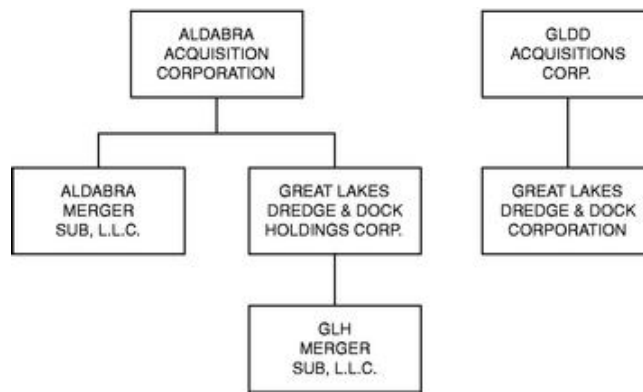 ALDABRA
ACQUISITION
CORPORATION
GLDD
ACQUISITIONS
CORP.
ALDABRA
MERGER
SUB, L.L.C.
GREAT LAKES
DREDGE & DOCK
HOLDINGS CORP.
GREAT LAKES
DREDGE & DOCK
CORPORATION
GLH
MERGER
SUB, L.L.C.